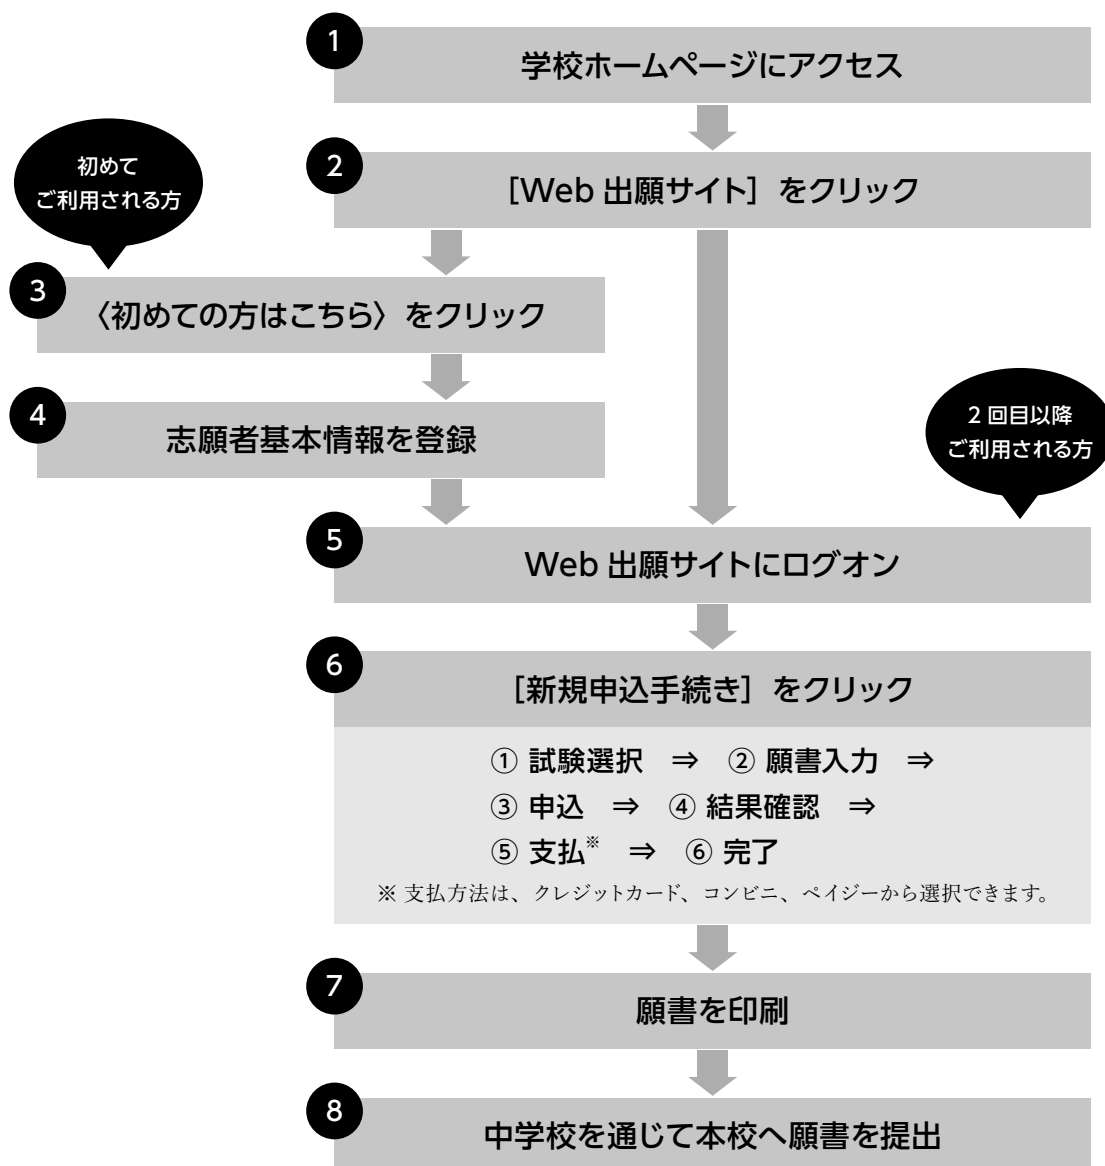 1
学校ホームページにアクセス
2
［Web 出願サイト］をクリック
初めて
ご利用される方
3
〈初めての方はこちら〉をクリック
4
志願者基本情報を登録
2 回目以降
ご利用される方
5
Web 出願サイトにログオン
6
［新規申込手続き］をクリック
① 試験選択　⇒　② 願書入力　⇒
③ 申込　⇒　④ 結果確認　⇒
⑤ 支払※　⇒　⑥ 完了
※ 支払方法は、クレジットカード、コンビニ、ペイジーから選択できます。
7
願書を印刷
8
中学校を通じて本校へ願書を提出